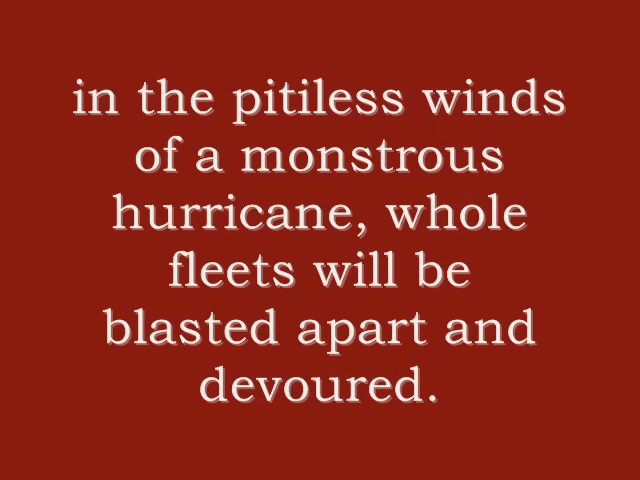 in the pitiless winds
of a monstrous
hurricane, whole
fleets will be
blasted apart and
devoured.